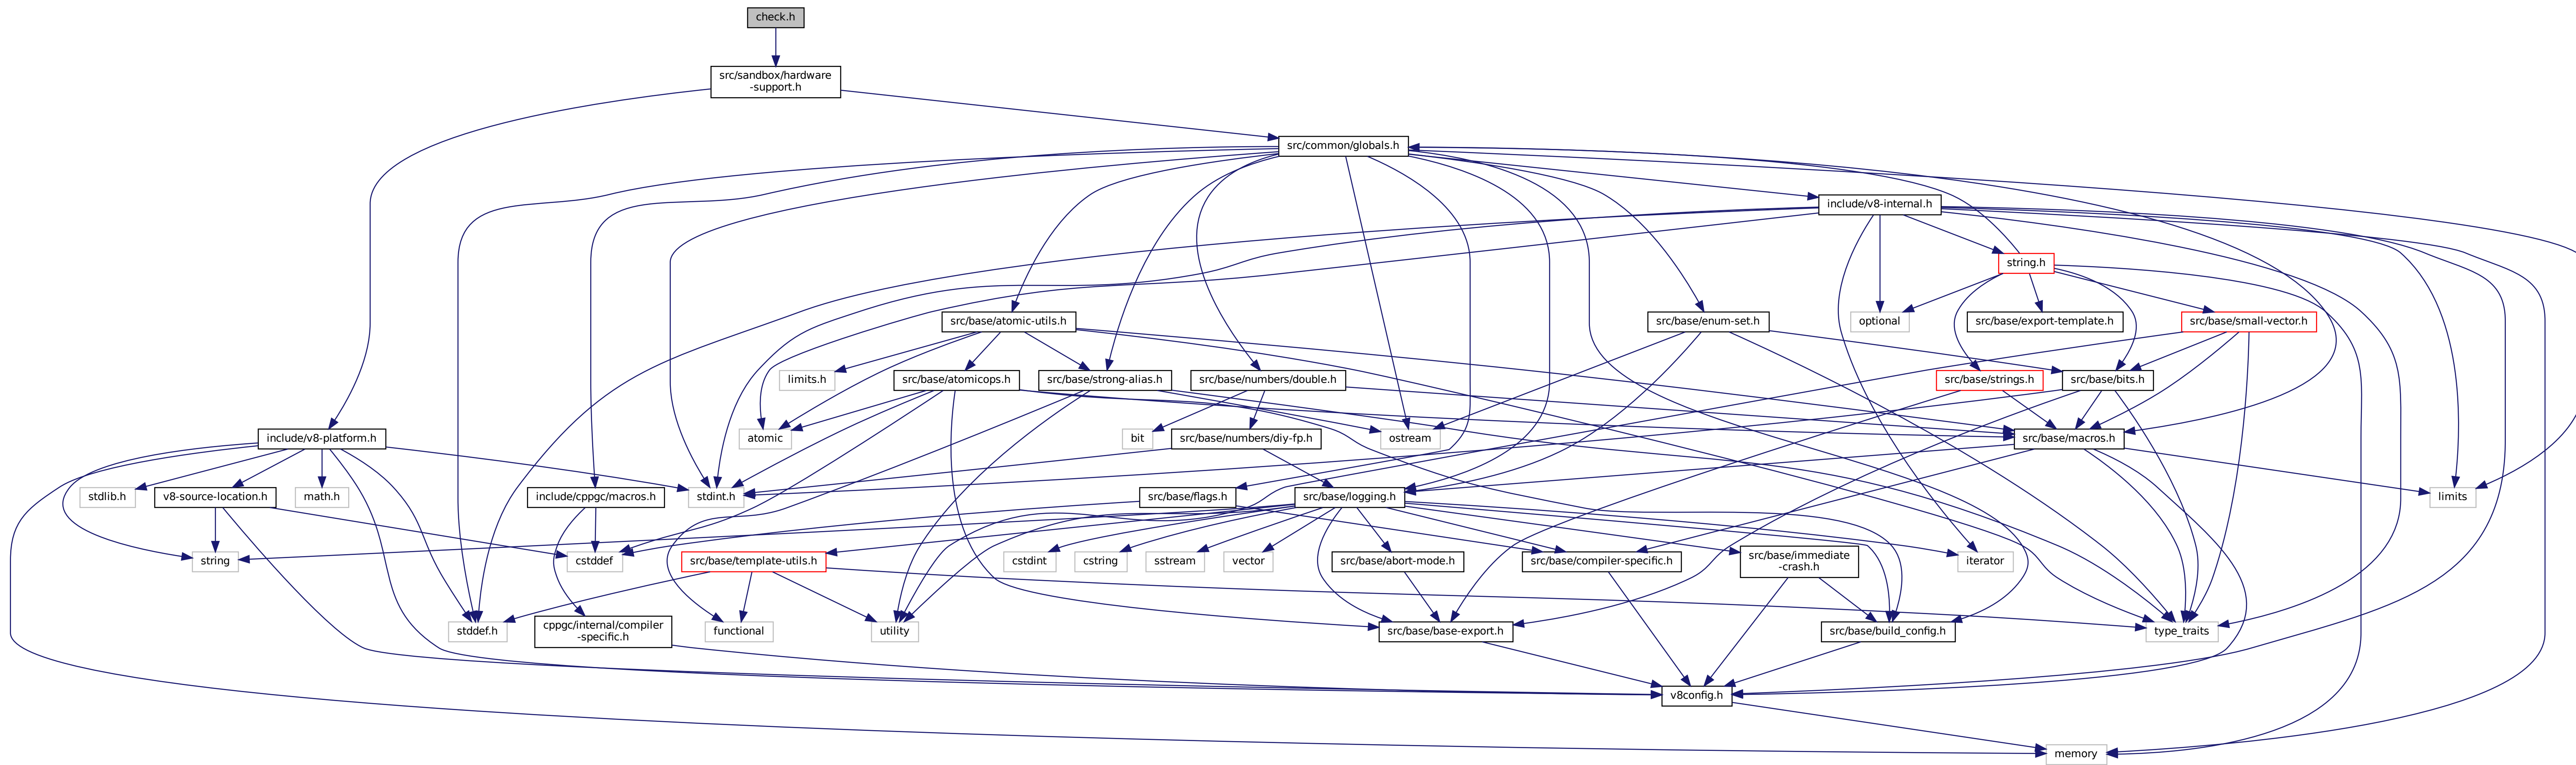 check.h
src/sandbox/hardware
-support.h
src/common/globals.h
include/v8-internal.h
string.h
src/base/atomic-utils.h
src/base/enum-set.h
optional
src/base/export-template.h
src/base/small-vector.h
limits.h
src/base/atomicops.h
src/base/strong-alias.h
src/base/numbers/double.h
src/base/strings.h
src/base/bits.h
include/v8-platform.h
atomic
bit
src/base/numbers/diy-fp.h
ostream
src/base/macros.h
stdlib.h
v8-source-location.h
math.h
include/cppgc/macros.h
stdint.h
src/base/flags.h
src/base/logging.h
limits
string
cstddef
src/base/template-utils.h
cstdint
cstring
sstream
vector
src/base/abort-mode.h
src/base/compiler-specific.h
src/base/immediate
-crash.h
iterator
stddef.h
cppgc/internal/compiler
-specific.h
functional
utility
src/base/base-export.h
src/base/build_config.h
type_traits
v8config.h
memory